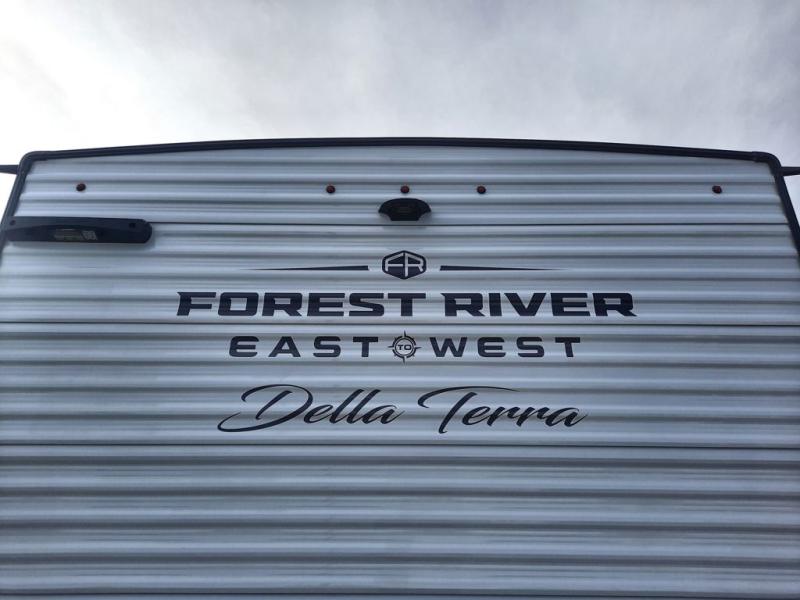 FR
FOREST RIVER
EAST TO WEST
Della Terra